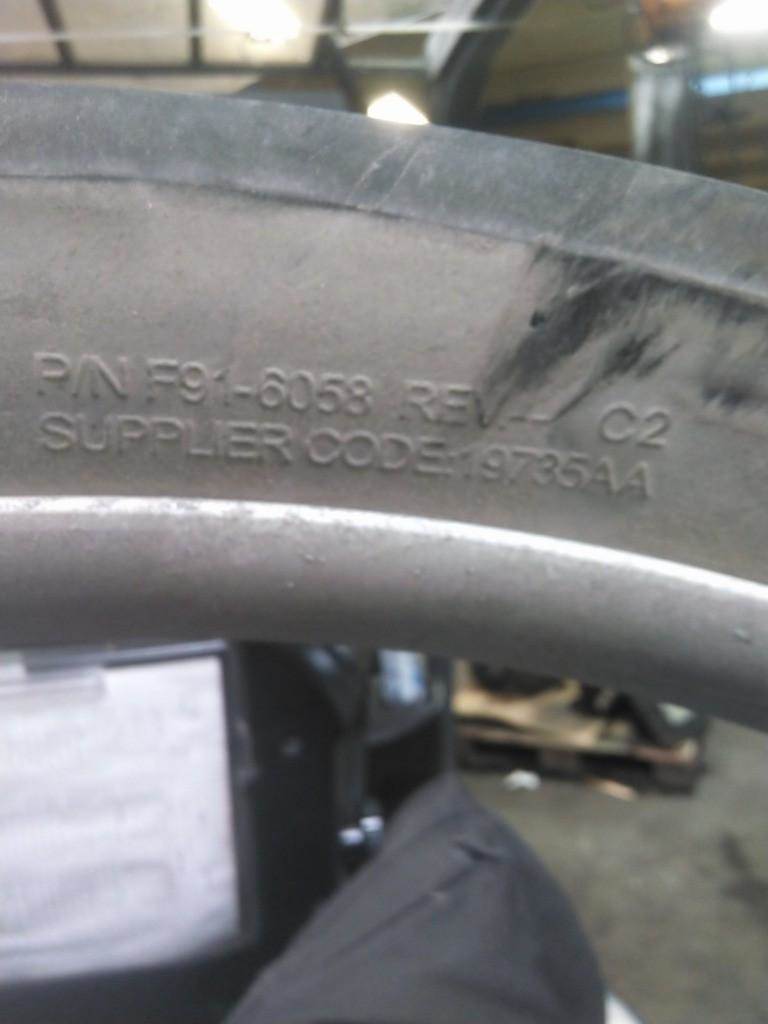 P/N F91-6058 REV.-- C2
SUPPLIER CODE:19735AA